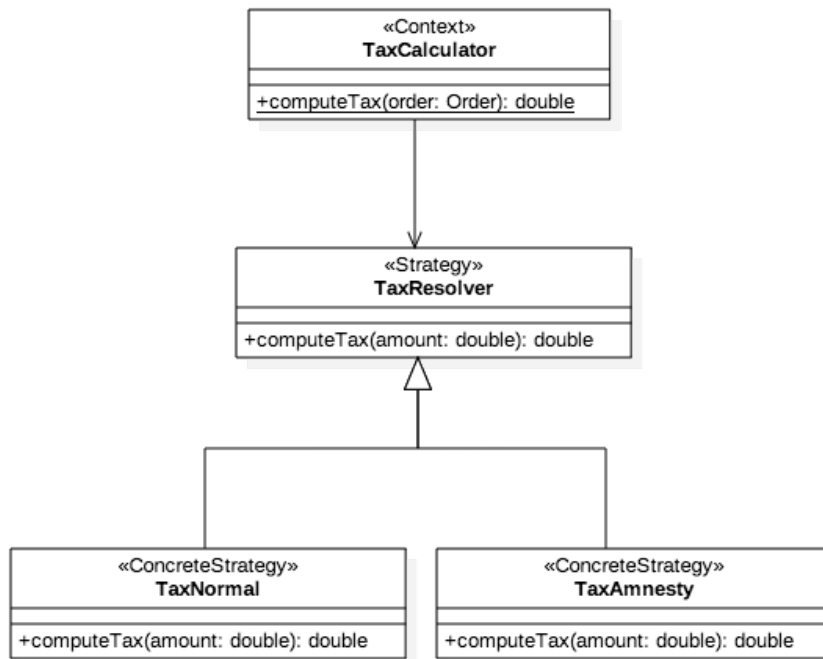 «Context»
TaxCalculator
+computeTax(order: Order): double
«Strategy»
TaxResolver
+computeTax(amount: double): double
«ConcreteStrategy»
TaxNormal
+computeTax(amount: double): double
«ConcreteStrategy»
TaxAmnesty
+computeTax(amount: double): double